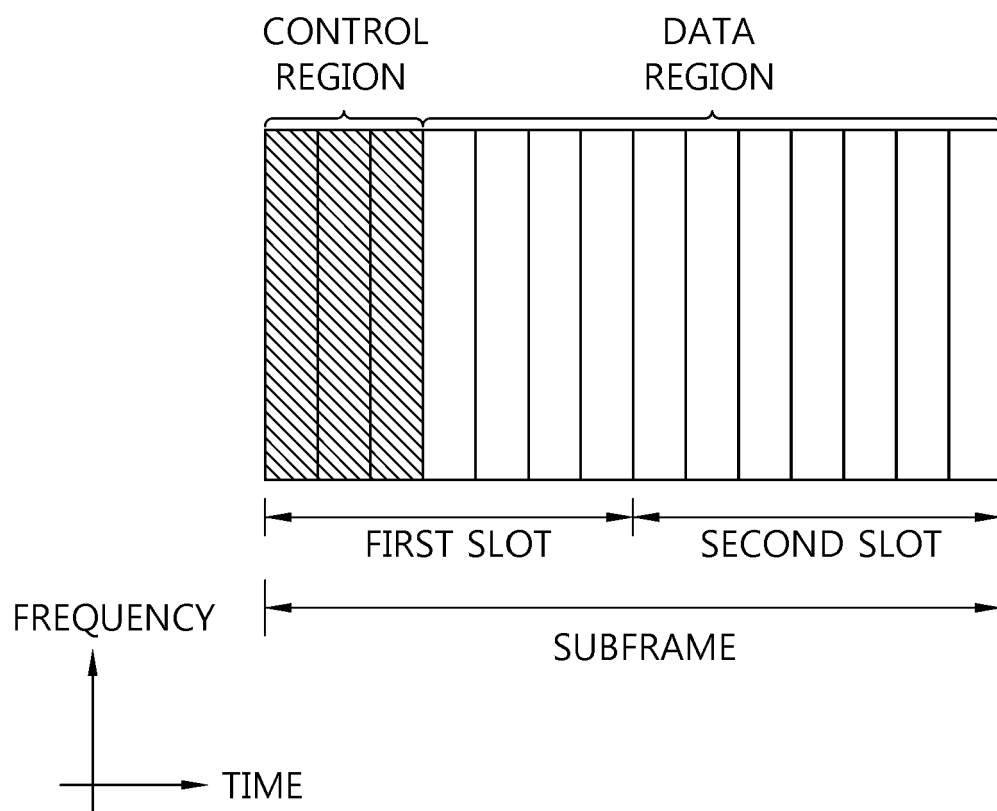 CONTROL
REGION
DATA
REGION
FIRST SLOT
SECOND SLOT
SUBFRAME
FREQUENCY
TIME